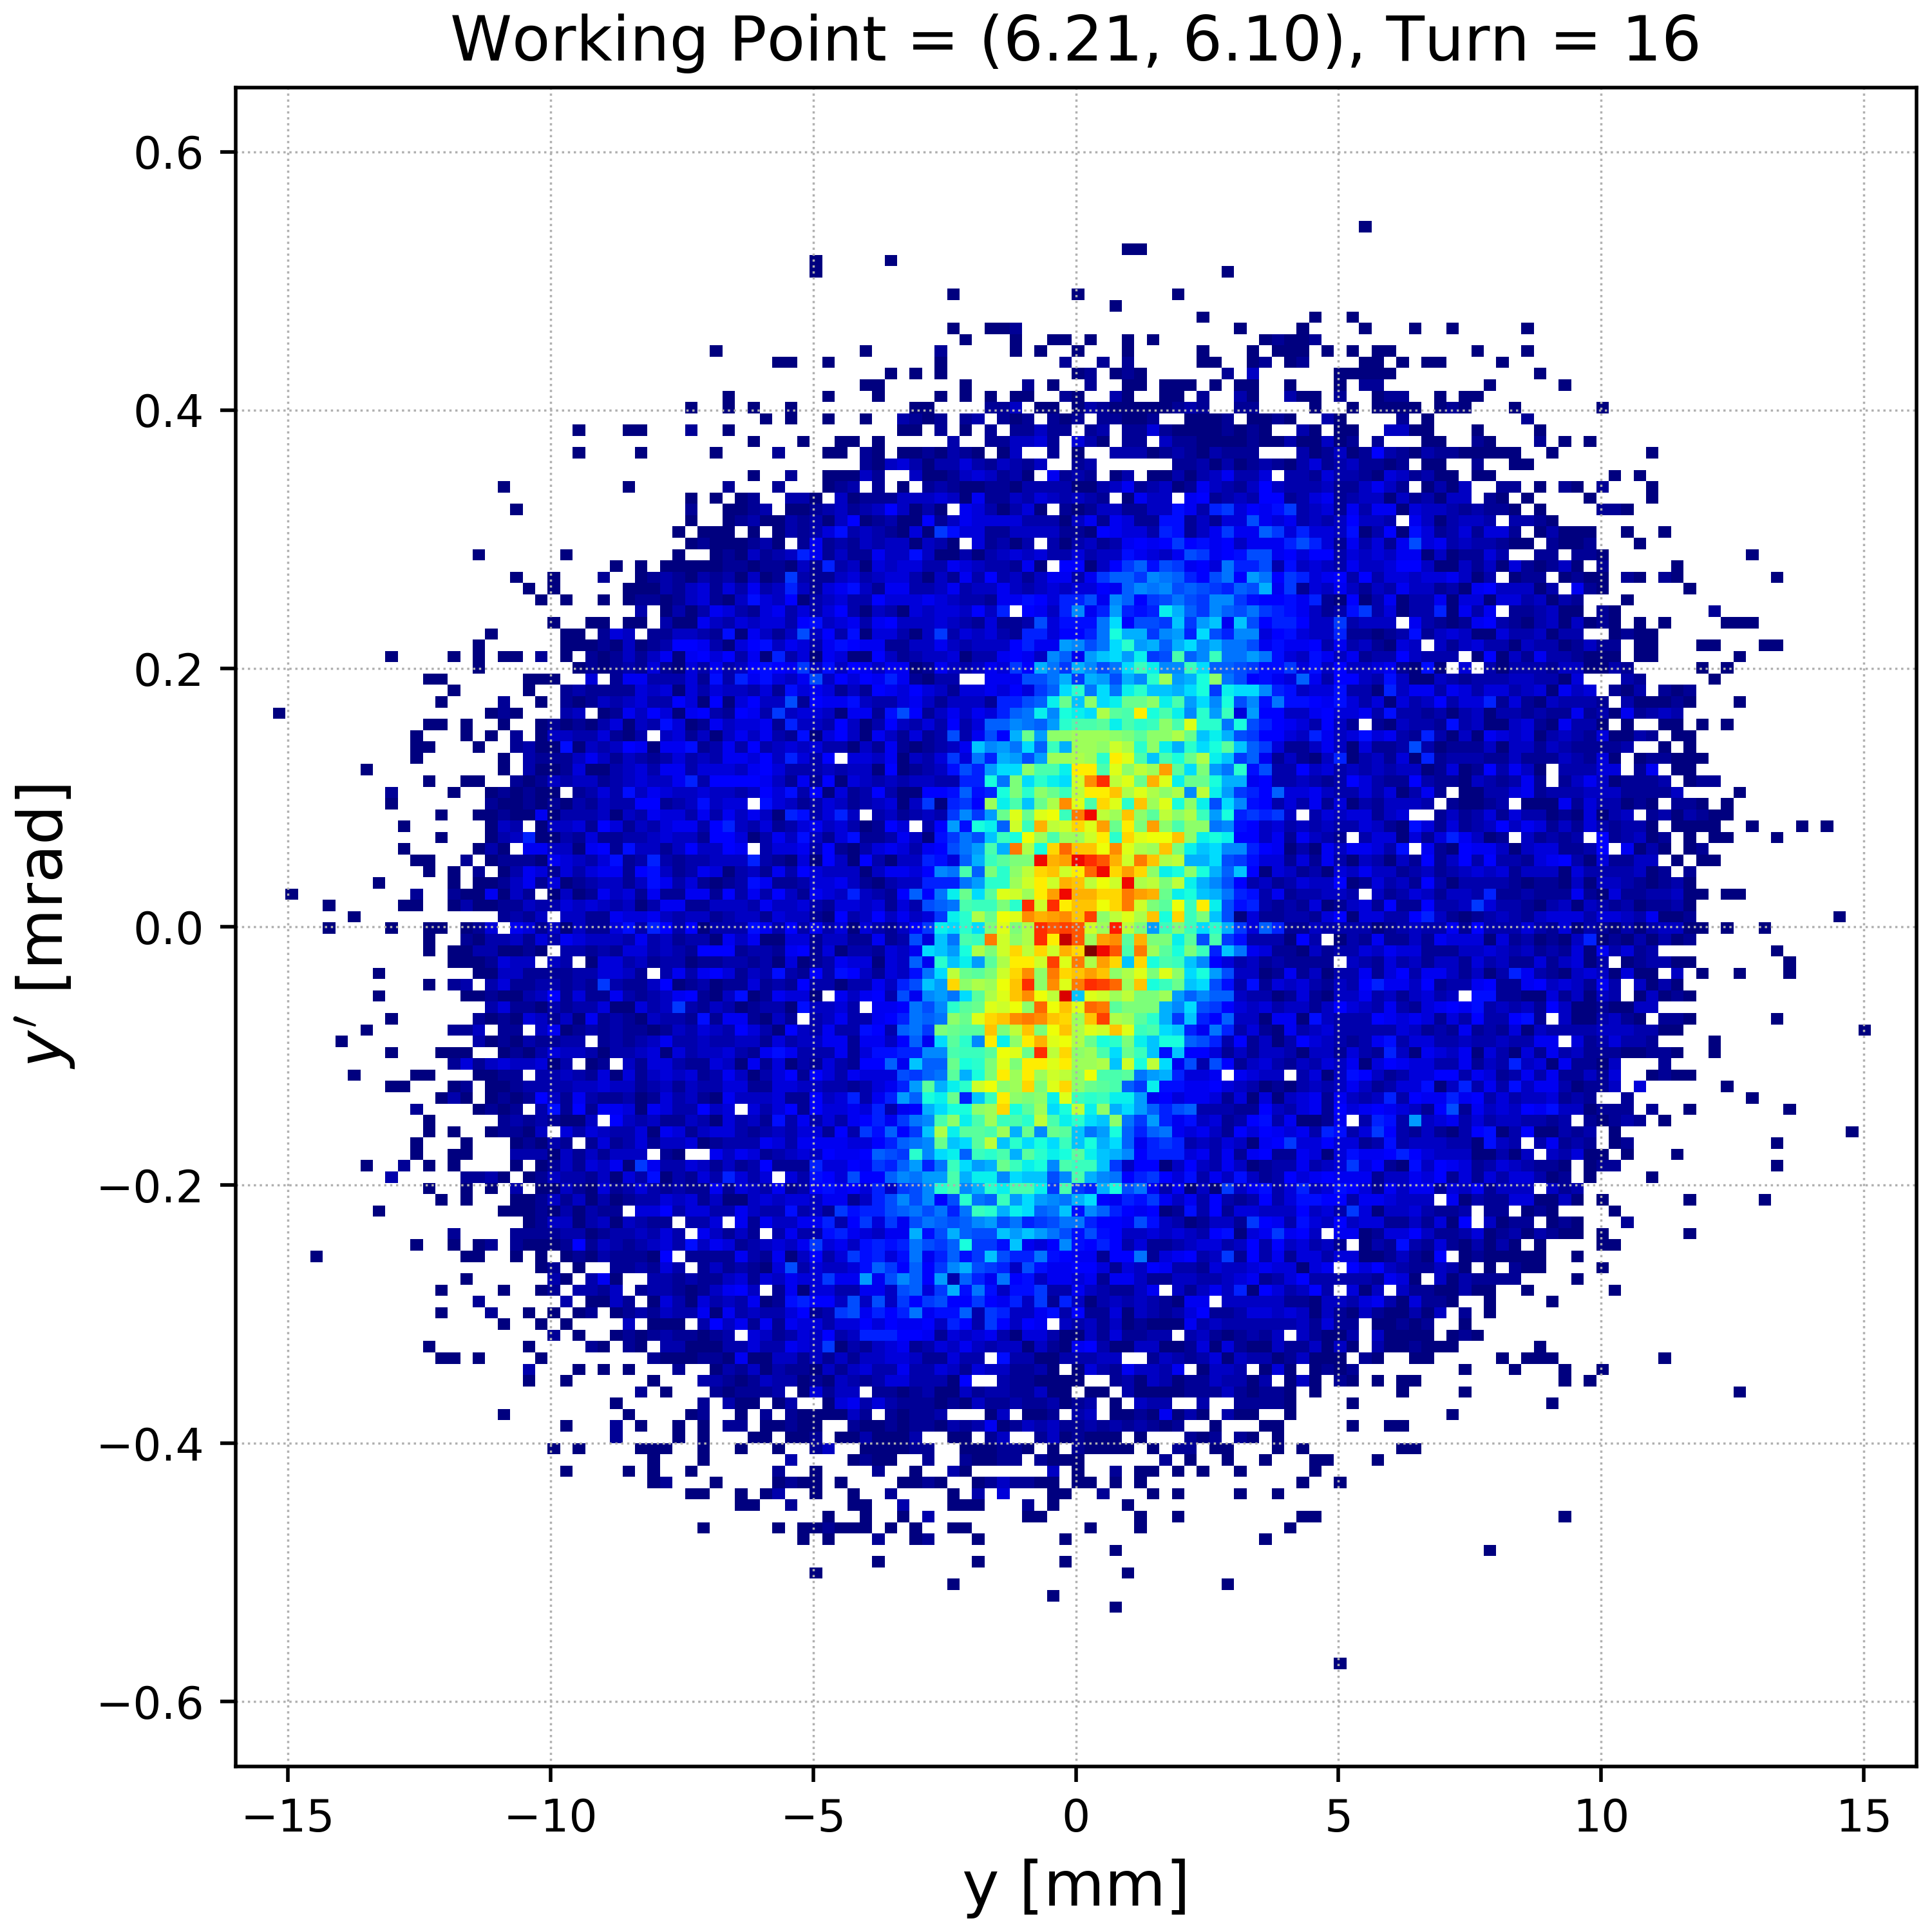 Working Point = (6.21, 6.10), Turn = 16
0.6
0.4
0.2
0.0
−0.2
−0.4
−0.6
y′ [mrad]
−15 −10 −5 0 5 10 15
y [mm]